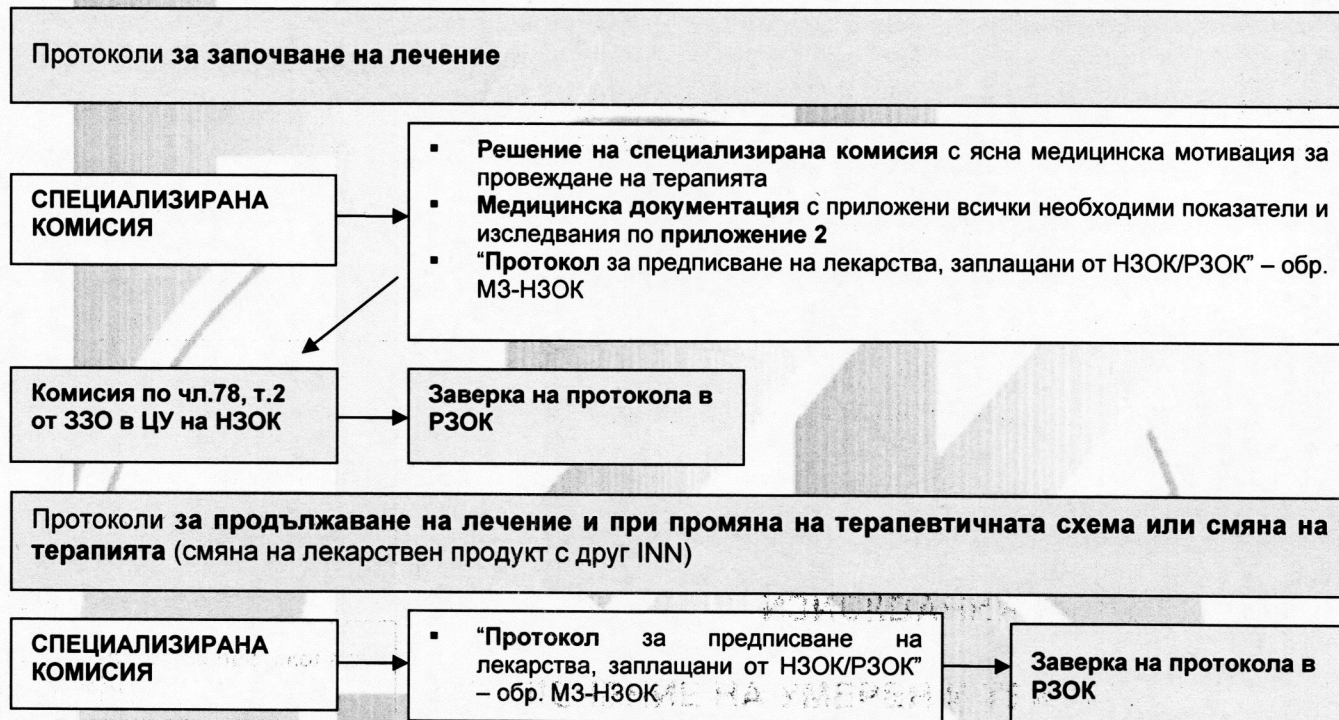 Протоколи за започване на лечение
СПЕЦИАЛИЗИРАНА
КОМИСИЯ
▪ Решение на специализирана комисия с ясна медицинска мотивация за
провеждане на терапията
▪ Медицинска документация с приложени всички необходими показатели и
изследвания по приложение 2
▪ “Протокол за предписване на лекарства, заплащани от НЗОК/РЗОК” – обр.
МЗ-НЗОК
Комисия по чл.78, т.2
от ЗЗО в ЦУ на НЗОК
Заверка на протокола в
РЗОК
Протоколи за продължаване на лечение и при промяна на терапевтичната схема или смяна на
терапията (смяна на лекарствен продукт с друг INN)
СПЕЦИАЛИЗИРАНА
КОМИСИЯ
▪ “Протокол за предписване на
лекарства, заплащани от НЗОК/РЗОК”
– обр. МЗ-НЗОК
Заверка на протокола в
РЗОК